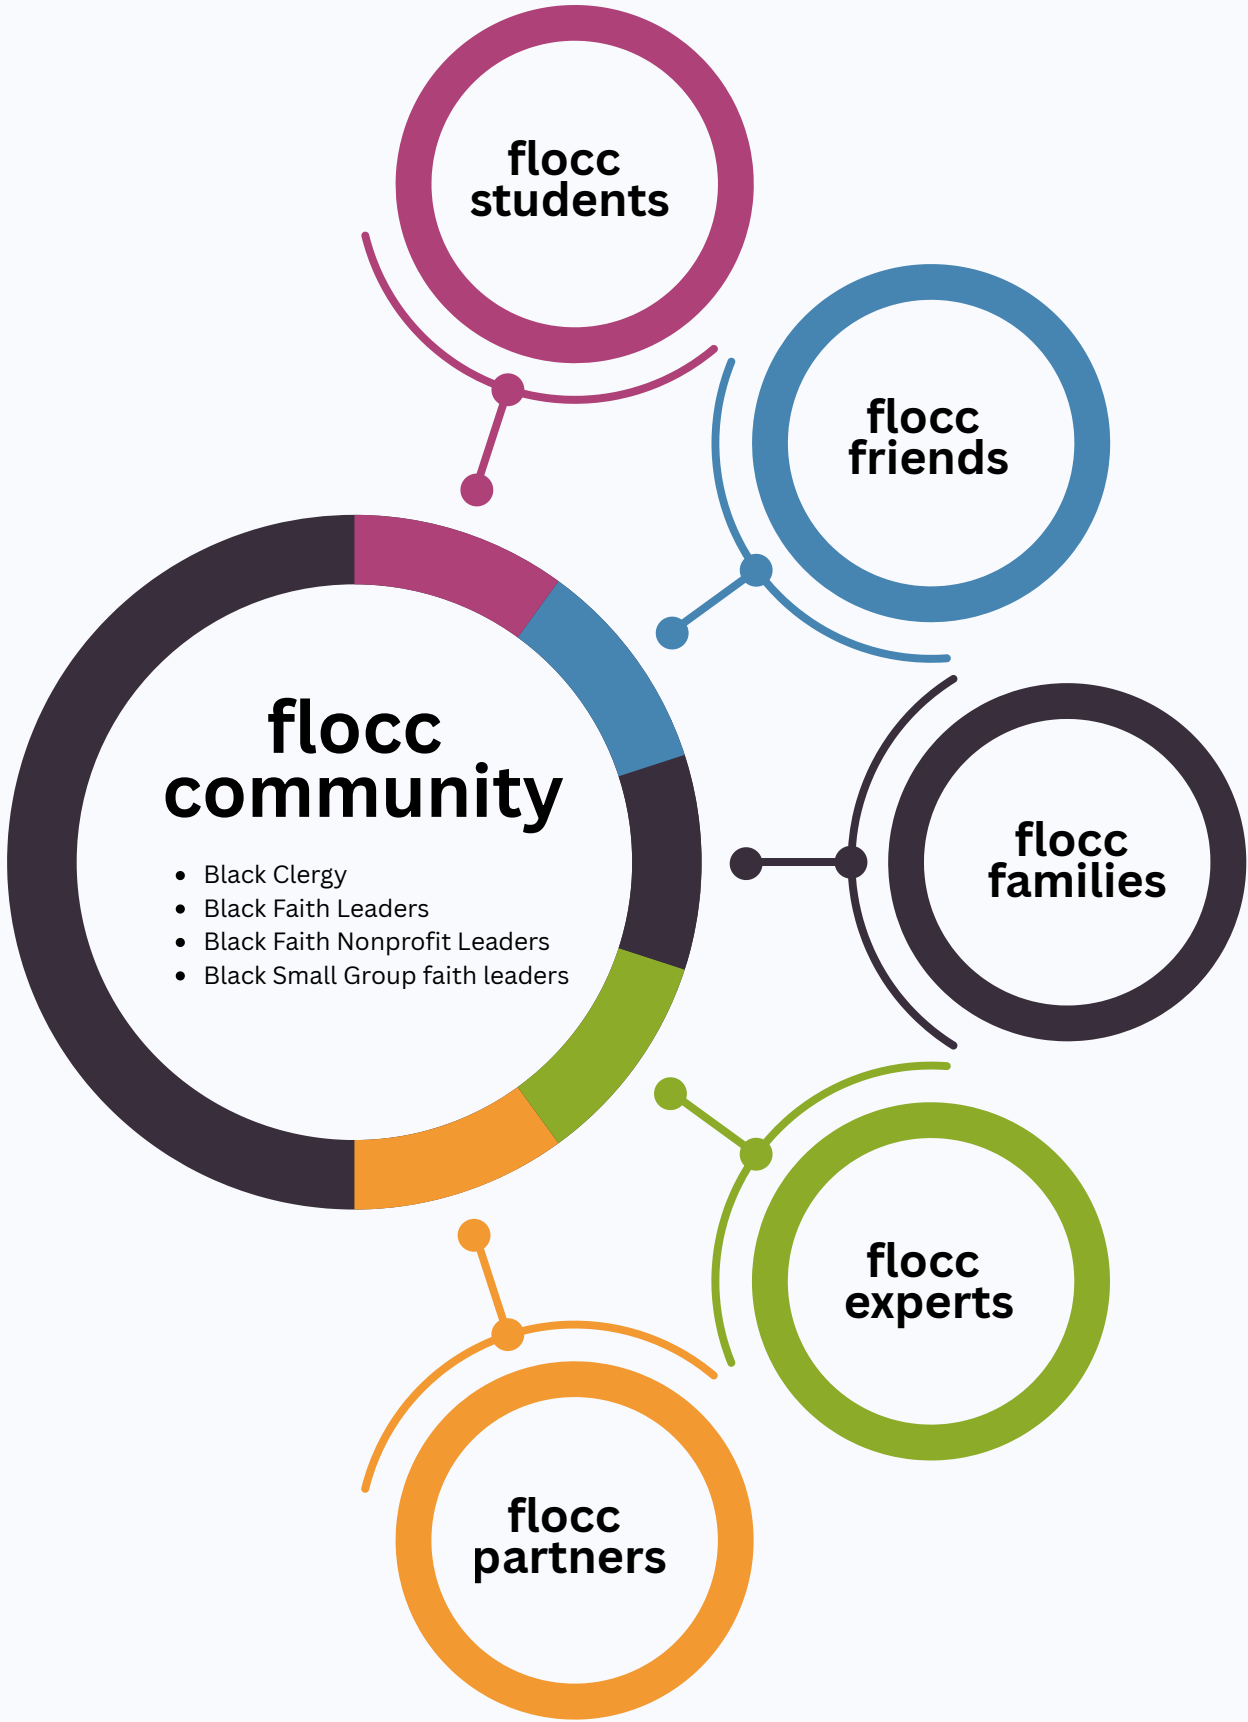 flocc
students
flocc
friends
flocc
community
• Black Clergy
• Black Faith Leaders
• Black Faith Nonprofit Leaders
• Black Small Group faith leaders
flocc
families
flocc
experts
flocc
partners